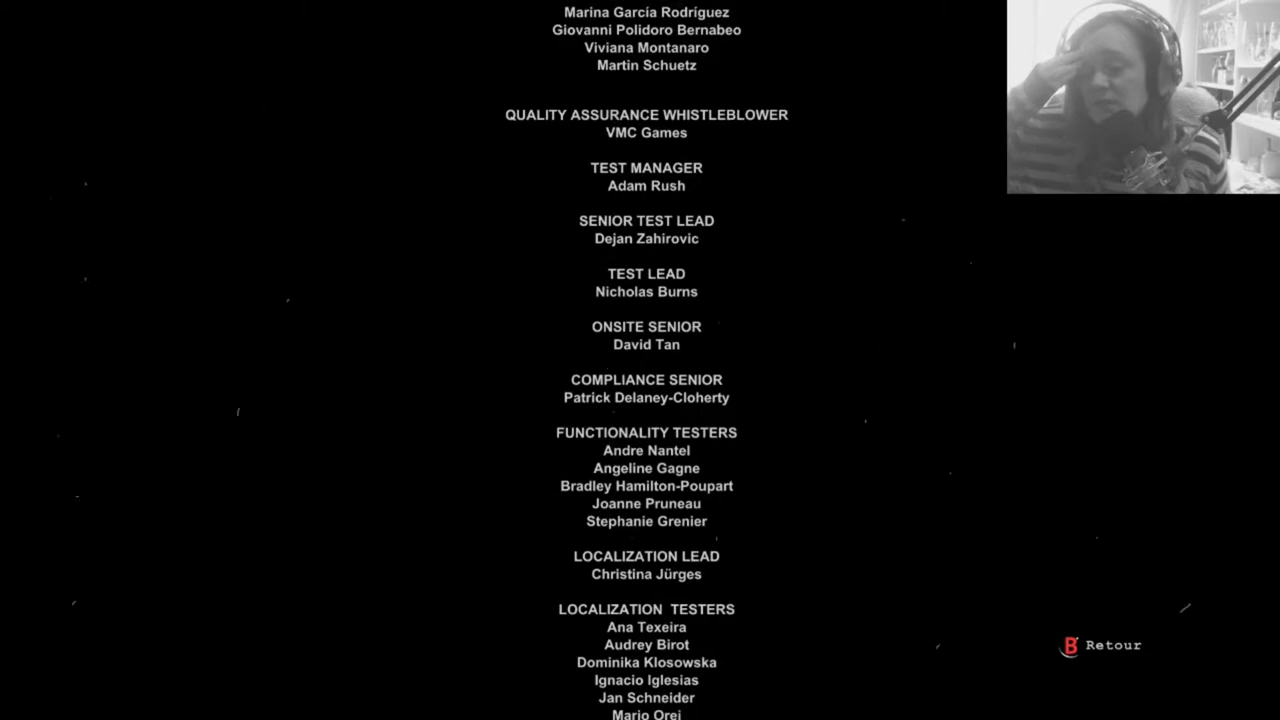 Marina García Rodríguez
Giovanni Polidoro Bernabeo
Viviana Montanaro
Martin Schuetz
QUALITY ASSURANCE WHISTLEBLOWER
VMC Games
TEST MANAGER
Adam Rush
SENIOR TEST LEAD
Dejan Zahirovic
TEST LEAD
Nicholas Burns
ONSITE SENIOR
David Tan
COMPLIANCE SENIOR
Patrick Delaney-Cloherty
FUNCTIONALITY TESTERS
Andre Nantel
Angeline Gagne
Bradley Hamilton-Poupart
Joanne Pruneau
Stephanie Grenier
LOCALIZATION LEAD
Christina Jürges
LOCALIZATION TESTERS
Ana Texeira
Audrey Birot
Dominika Klosowska
Ignacio Iglesias
Jan Schneider
Mario Orej
B Retour